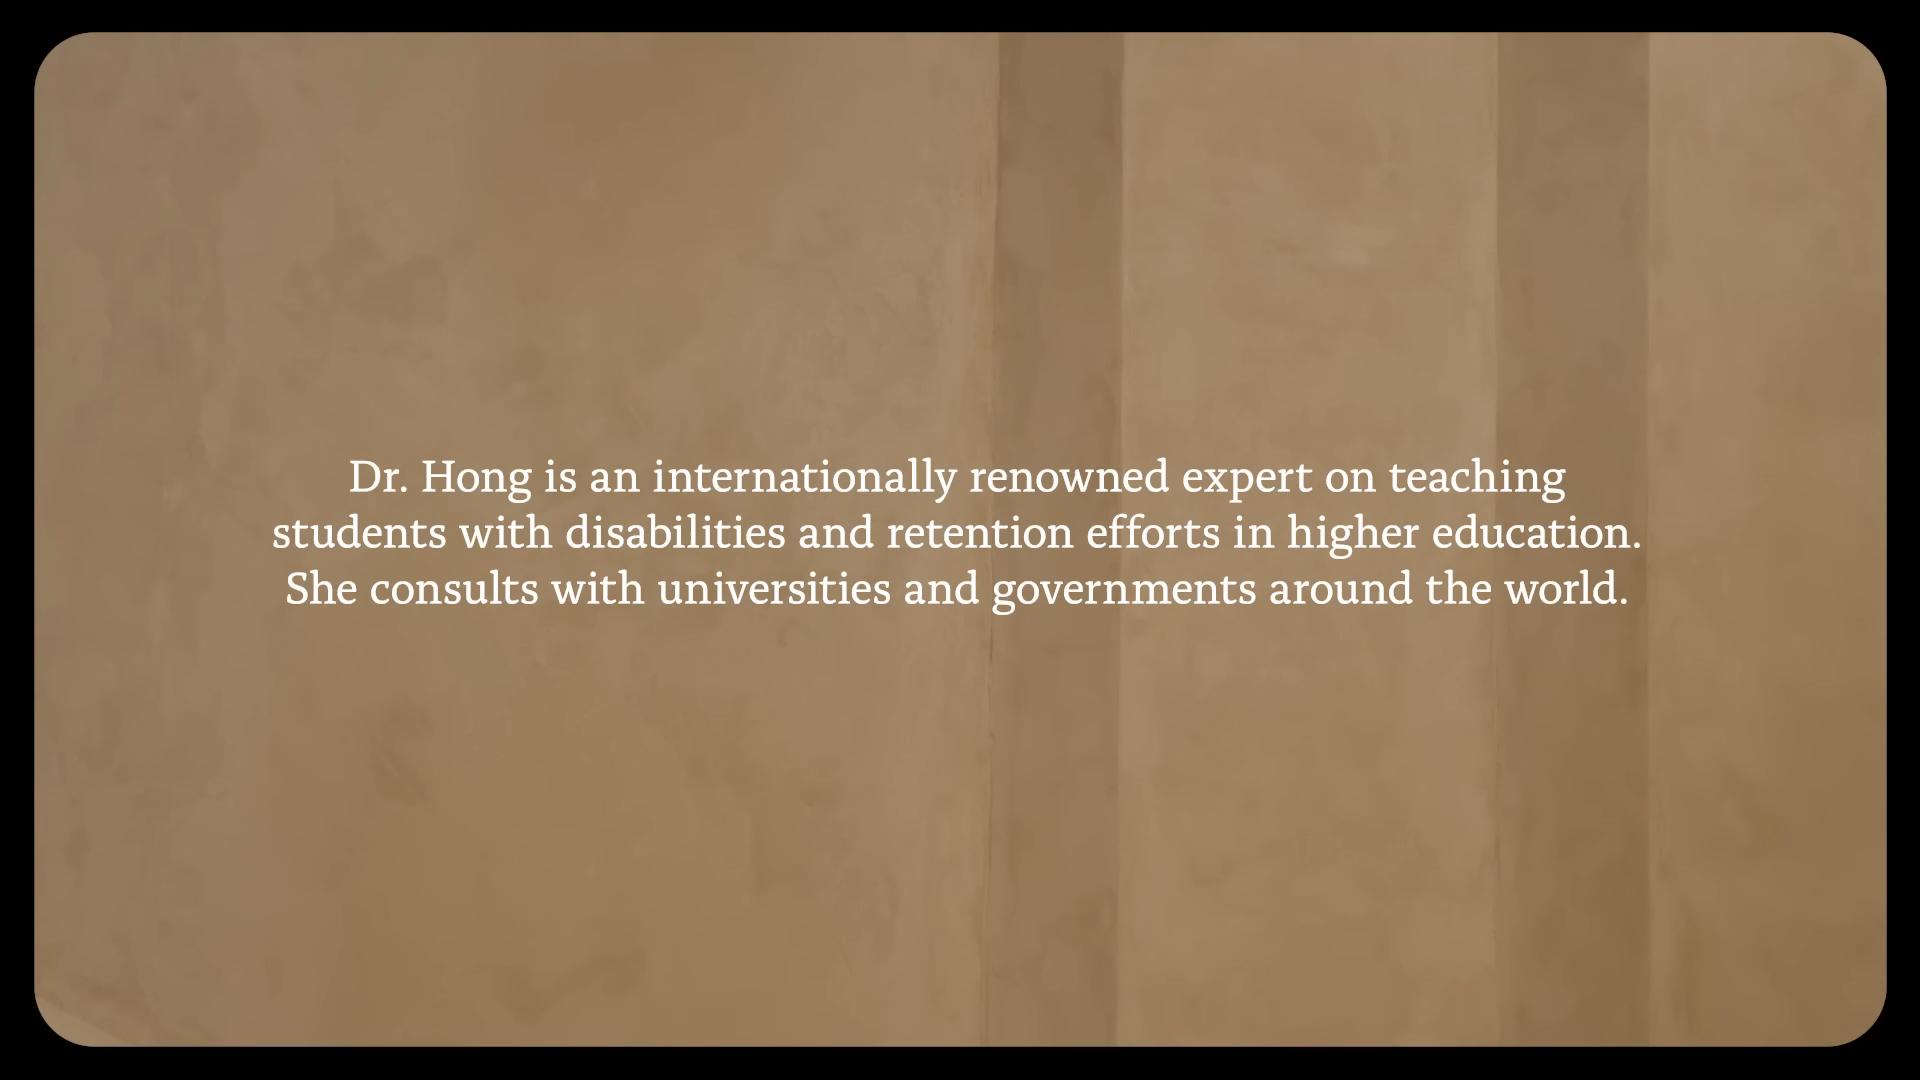 Dr. Hong is an internationally renowned expert on teaching
students with disabilities and retention efforts in higher education.
She consults with universities and governments around the world.